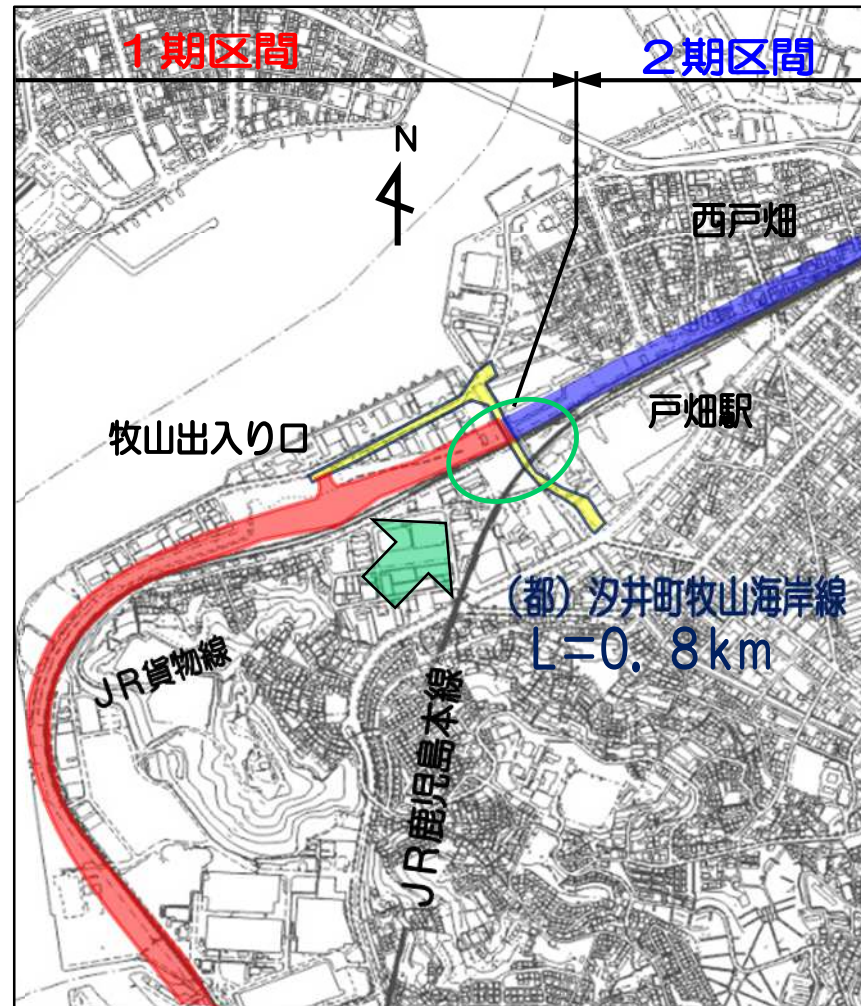 1期区間
2期区間
N
西戸畑
戸畑駅
牧山出入り口
(都)汐井町牧山海岸線
L=0.8km
JR貨物線
JR鹿児島本線